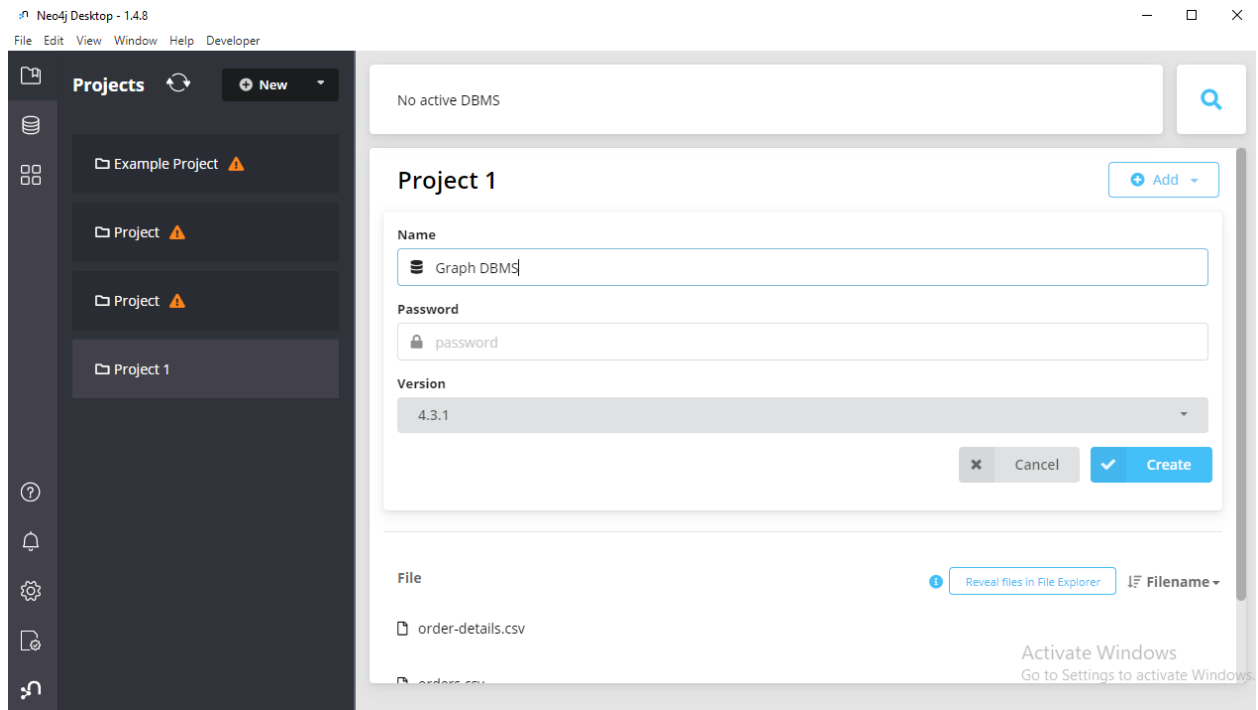 Neo4j Desktop - 1.4.8
File Edit View Window Help Developer
Projects
New
Example Project
Project
Project
Project 1
No active DBMS
Project 1
Add
Name
Graph DBMS
Password
password
Version
4.3.1
Cancel
Create
File
Reveal files in File Explorer
Filename
order-details.csv
orders.csv
Activate Windows
Go to Settings to activate Windows.